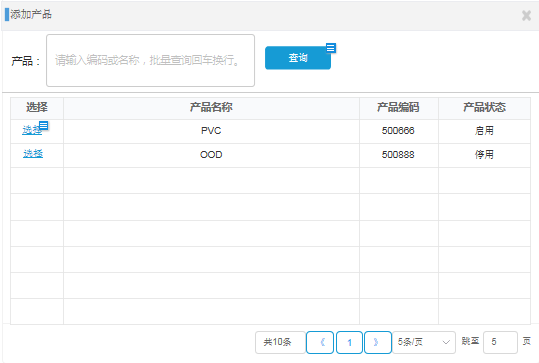 添加产品
产品：
请输入编码或名称，批量查询回车换行。
查询
选择 产品名称 产品编码 产品状态
选择 PVC 500666 启用
选择 OOD 500888 停用
共10条 《 1 》 5条/页 跳至 5 页